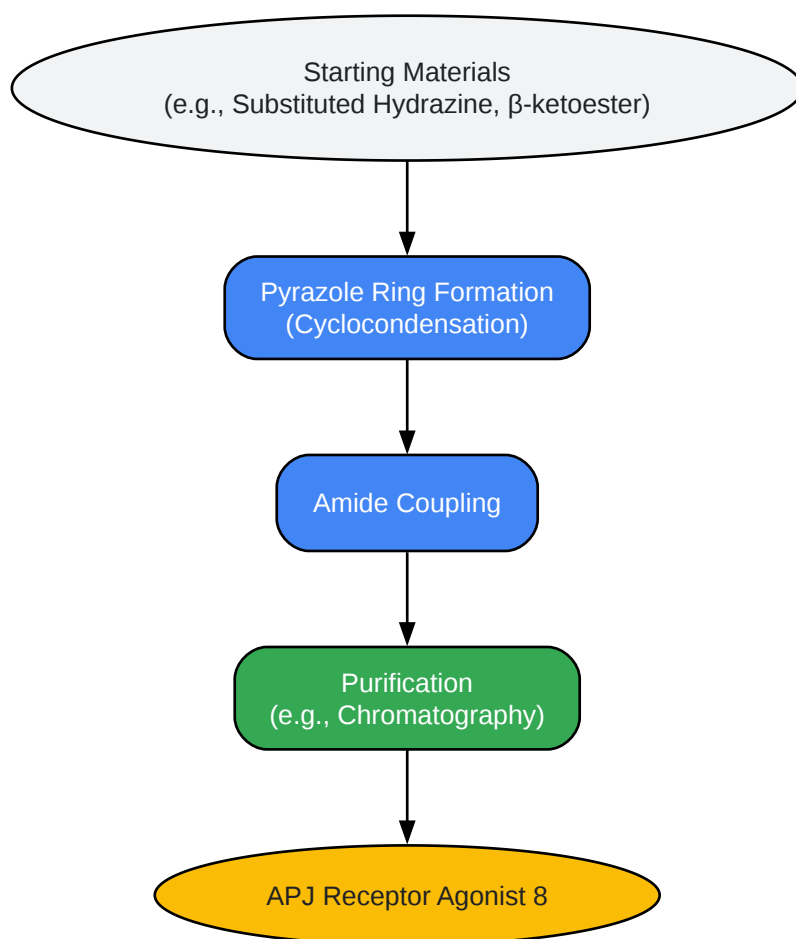 Starting Materials
(e.g., Substituted Hydrazine, β-ketoester)
Pyrazole Ring Formation
(Cyclocondensation)
Amide Coupling
Purification
(e.g., Chromatography)
APJ Receptor Agonist 8